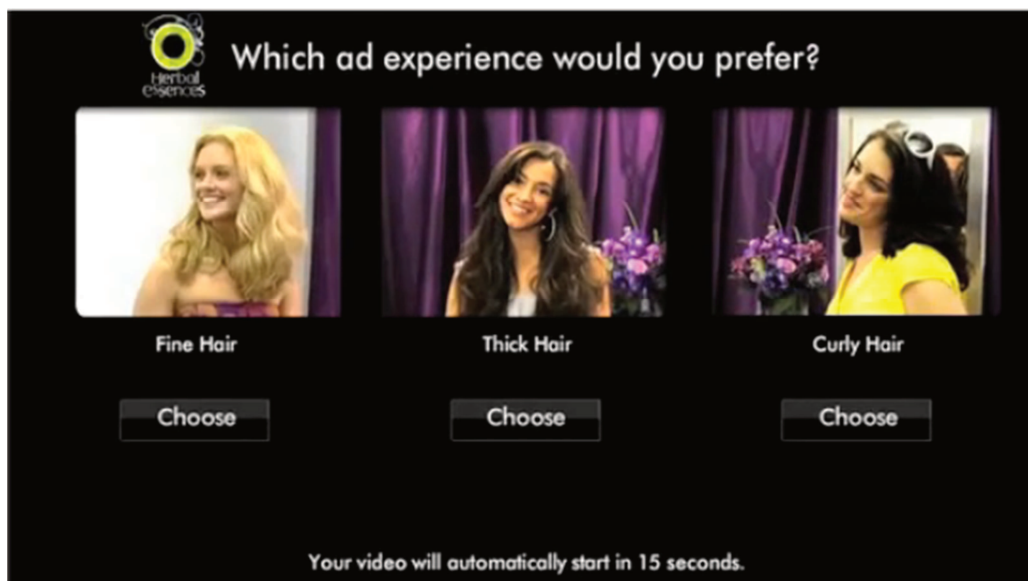 Herbal
essences
Which ad experience would you prefer?
Fine Hair
Thick Hair
Curly Hair
Choose
Choose
Choose
Your video will automatically start in 15 seconds.